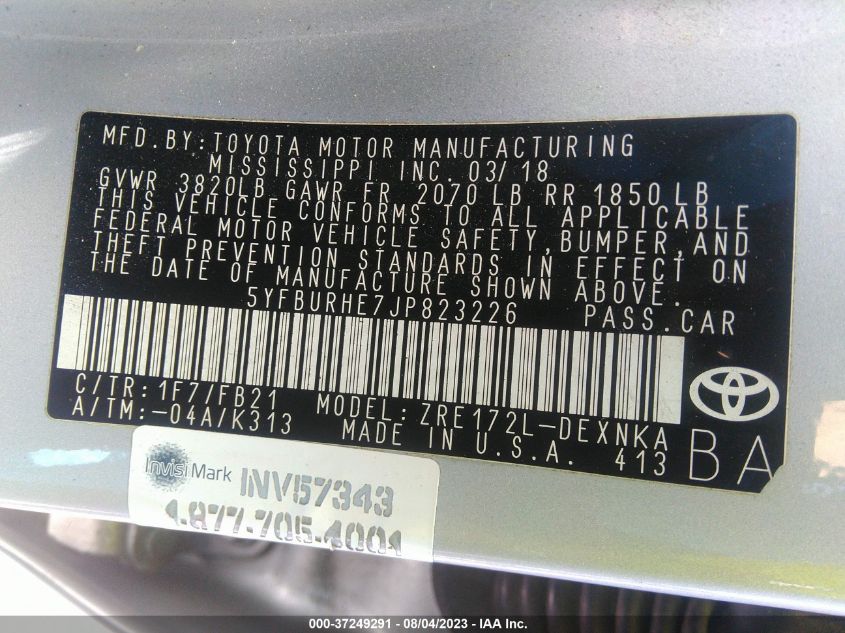 MFD.BY:TOYOTA MOTOR MANUFACTURING
MISSISSIPPI INC. 03/18
GVWR 3820LB GAWR FR 2070 LB RR 1850 LB
THIS VEHICLE CONFORMS TO ALL APPLICABLE
FEDERAL MOTOR VEHICLE SAFETY,BUMPER,AND
THEFT PREVENTION STANDARDS IN EFFECT ON
THE DATE OF MANUFACTURE SHOWN ABOVE.
5YFBURHE7JP823226 PASS.CAR
C/TR:1F7/FB21 MODEL:ZRE172L-DEXNKA
A/TM:-04A/K313 MADE IN U.S.A. 413
BA
InvisiMark INV57343
1-877-705-4001
000-37249291 - 08/04/2023 - IAA Inc.